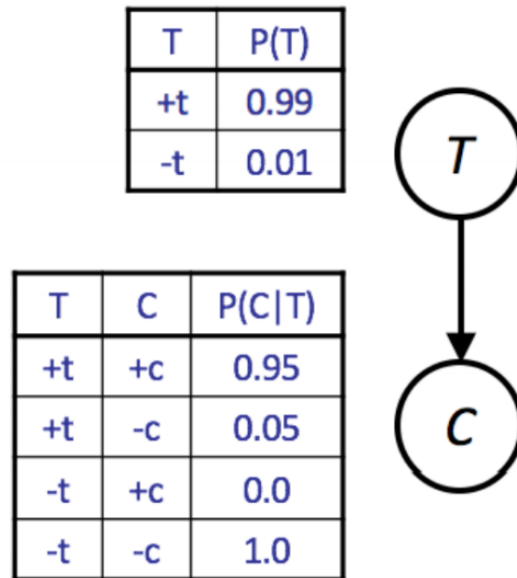 T P(T)
+t 0.99
-t 0.01
T
T C P(C|T)
+t +c 0.95
+t -c 0.05
-t +c 0.0
-t -c 1.0
C